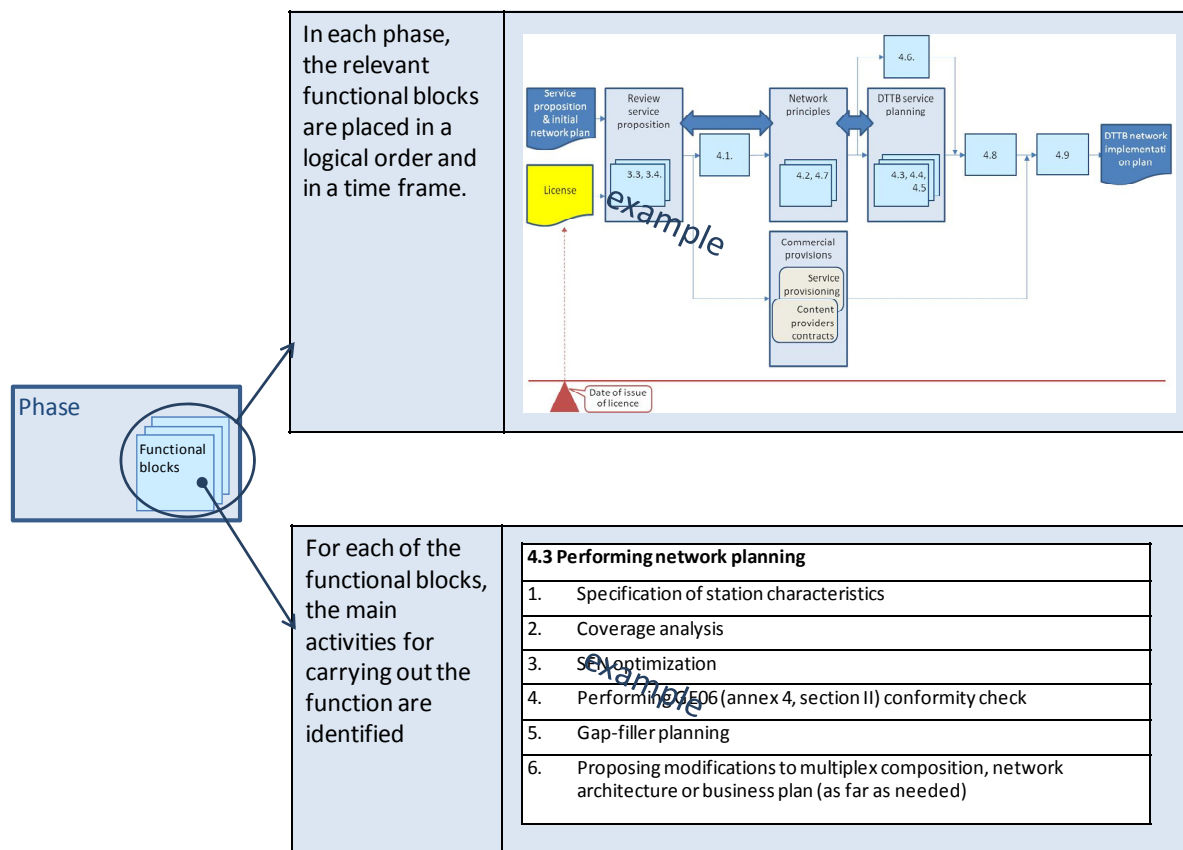 In each phase,
the relevant
functional blocks
are placed in a
logical order and
in a time frame.
Service
proposition
& initial
network plan
License
Review
service
proposition
3.3, 3.4.
4.1.
Network
principles
4.2, 4.7
DTTB service
planning
4.3, 4.4,
4.5
4.6.
4.8
4.9
DTTB network
implementati
on plan
example
Commercial
provisions
Service
provisioning
Content
providers
contracts
Date of issue
of licence
Phase
Functional
blocks
For each of the
functional blocks,
the main
activities for
carrying out the
function are
identified
4.3 Performing network planning
1. Specification of station characteristics
2. Coverage analysis
3. SFN optimization
4. Performing GE06 (annex 4, section II) conformity check
5. Gap-filler planning
6. Proposing modifications to multiplex composition, network
architecture or business plan (as far as needed)
example